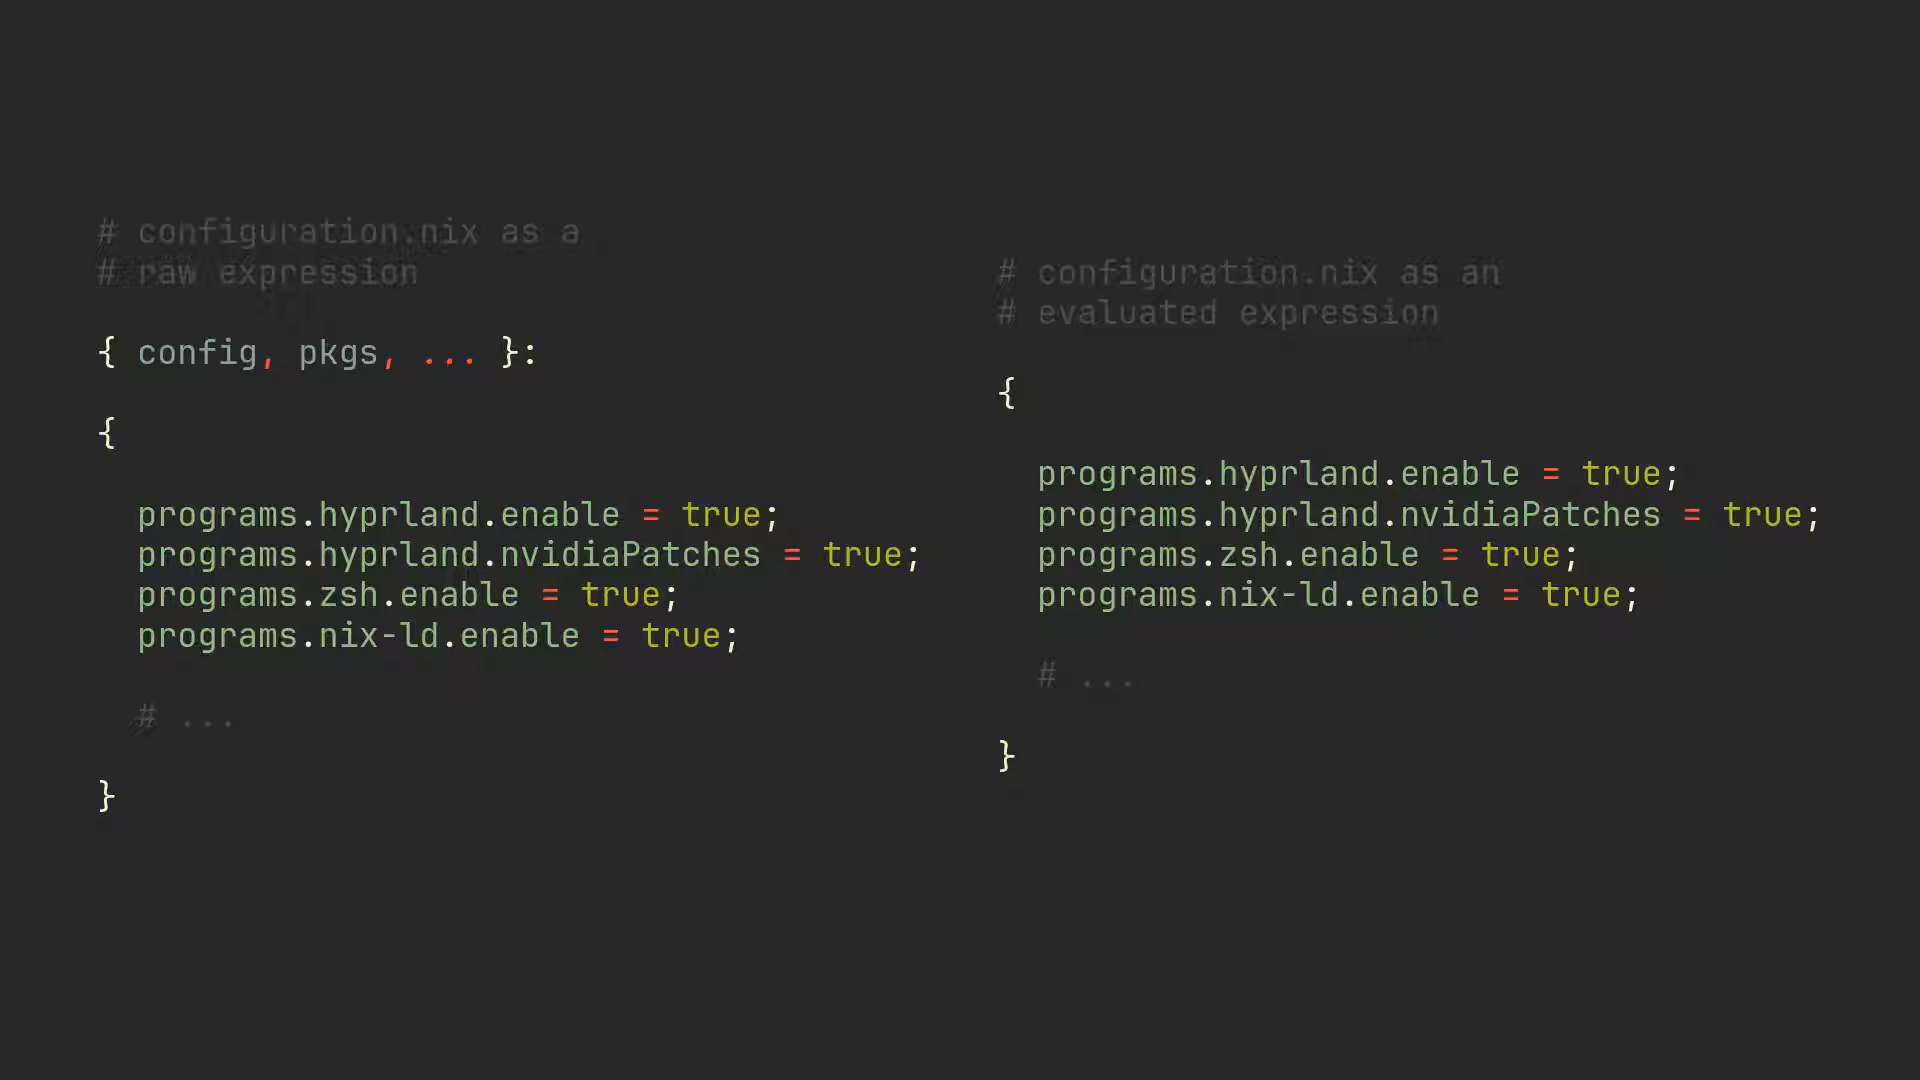 # configuration.nix as a
# raw expression
{ config, pkgs, ... }:
{
programs.hyprland.enable = true;
programs.hyprland.nvidiaPatches = true;
programs.zsh.enable = true;
programs.nix-ld.enable = true;
# ...
}
# configuration.nix as an
# evaluated expression
{
programs.hyprland.enable = true;
programs.hyprland.nvidiaPatches = true;
programs.zsh.enable = true;
programs.nix-ld.enable = true;
# ...
}